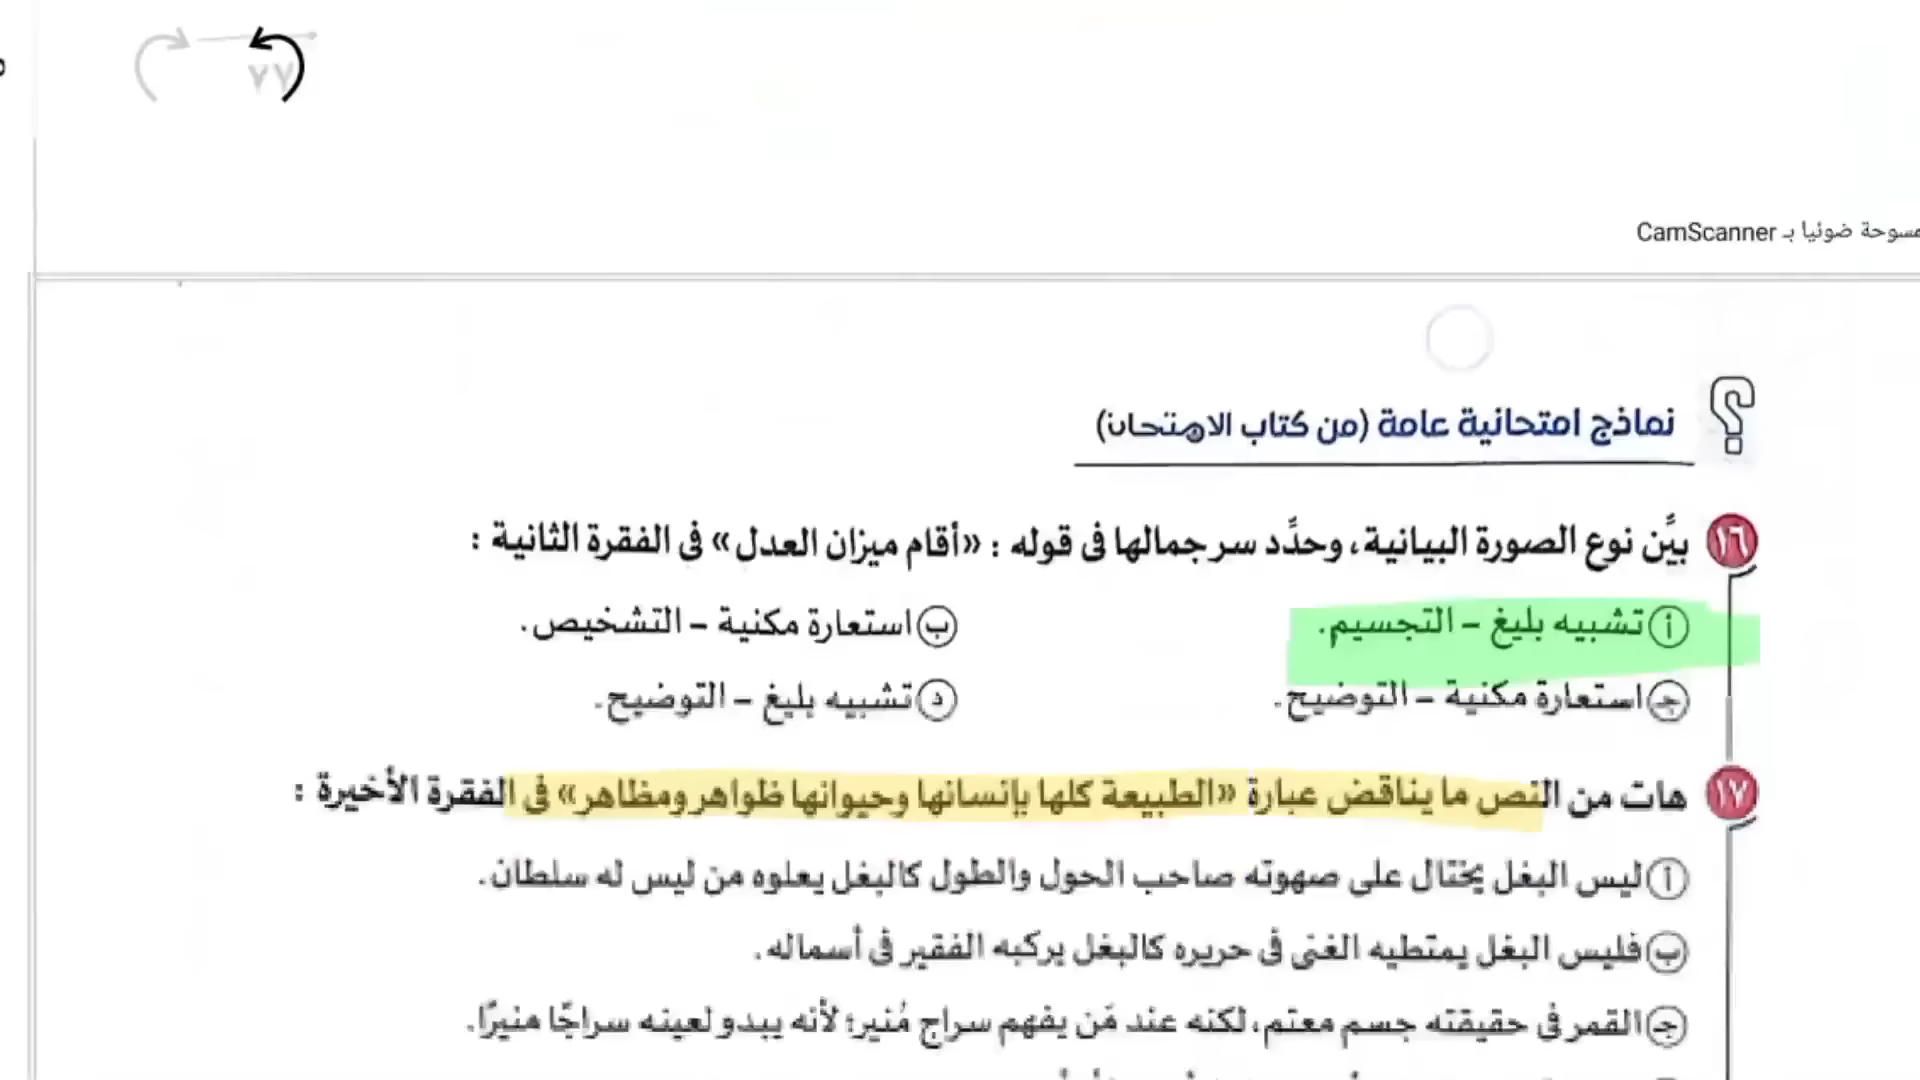 ٧٧
ممسوحة ضوئيا بـ CamScanner
نماذج امتحانية عامة (من كتاب الامتحان)
١٦ بيَّن نوع الصورة البيانية، وحدَّد سر جمالها فى قوله : «أقام ميزان العدل» فى الفقرة الثانية :
أ تشبيه بليغ – التجسيم.
ب استعارة مكنية – التشخيص.
جـ استعارة مكنية – التوضيح.
د تشبيه بليغ – التوضيح.
١٧ هات من النص ما يناقض عبارة «الطبيعة كلها بإنسانها وحيوانها ظواهر ومظاهر» فى الفقرة الأخيرة :
أ ليس البغل يختال على صهوته صاحب الحول والطول كالبغل يعلوه من ليس له سلطان.
ب فليس البغل يمتطيه الغنى فى حريره كالبغل يركبه الفقير فى أسماله.
جـ القمر فى حقيقته جسم معتم، لكنه عند مَن يفهم سراج مُنير؛ لأنه يبدو لعينه سراجًا منيرًا.